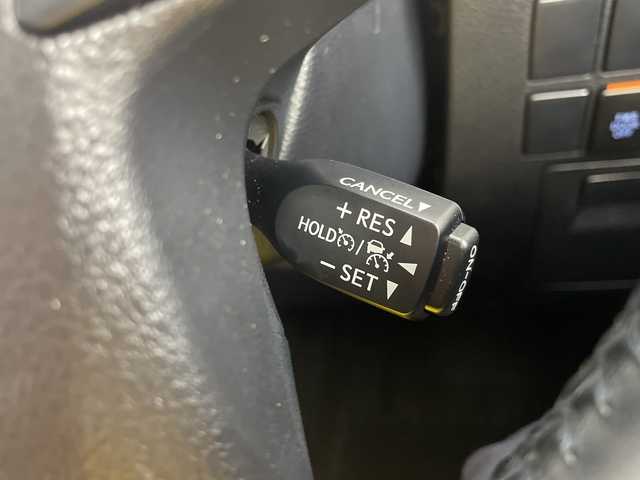 CANCEL▼
+ RES ▲
HOLD /
− SET ▼
ON-OFF